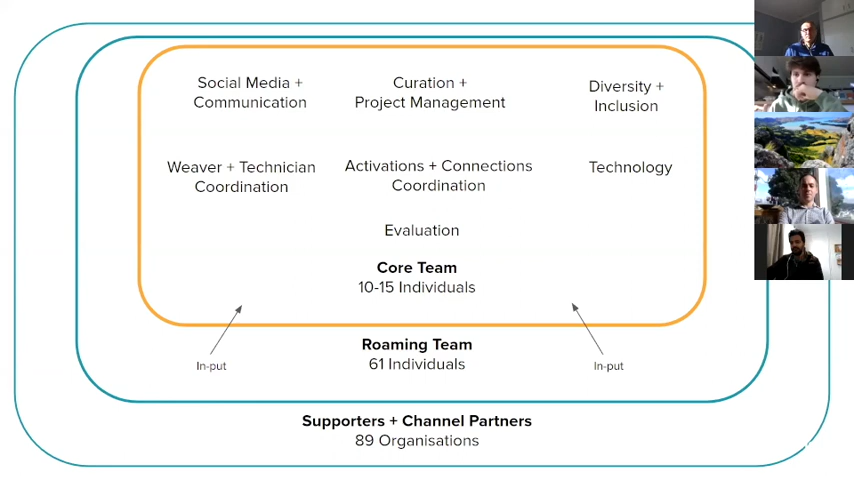 Social Media +
Communication
Curation +
Project Management
Diversity +
Inclusion
Weaver + Technician
Coordination
Activations + Connections
Coordination
Technology
Evaluation
Core Team
10-15 Individuals
Roaming Team
61 Individuals
In-put
In-put
Supporters + Channel Partners
89 Organisations